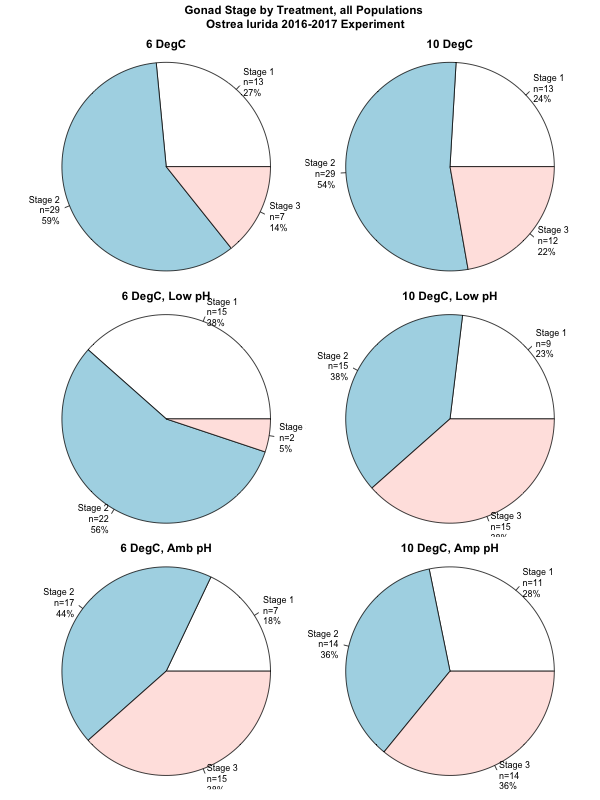 Gonad Stage by Treatment, all Populations
Ostrea lurida 2016-2017 Experiment
6 DegC
Stage 1
n=13
27%
Stage 2
n=29
59%
Stage 3
n=7
14%
10 DegC
Stage 1
n=13
24%
Stage 2
n=29
54%
Stage 3
n=12
22%
6 DegC, Low pH
Stage 1
n=15
38%
Stage 2
n=22
56%
Stage
n=2
5%
10 DegC, Low pH
Stage 1
n=9
23%
Stage 2
n=15
38%
Stage 3
n=15
38%
6 DegC, Amb pH
Stage 1
n=7
18%
Stage 2
n=17
44%
Stage 3
n=15
38%
10 DegC, Amp pH
Stage 1
n=11
28%
Stage 2
n=14
36%
Stage 3
n=14
36%